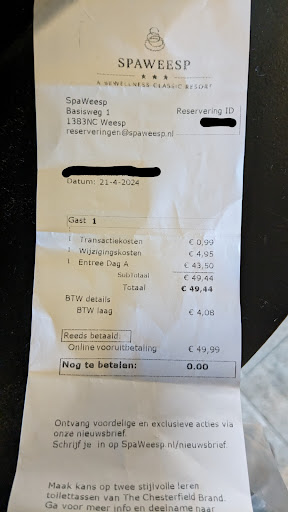 SPAWEESP
★ ★ ★
A BEWELLNESS CLASSIC RESORT
SpaWeesp
Basisweg 1 Reservering ID
1383NC Weesp
reserveringen@spaweesp.nl
Datum: 21-4-2024
Gast 1
1 Transactiekosten € 0,99
1 Wijzigingskosten € 4,95
1 Entree Dag A € 43,50
Subtotaal € 49,44
Totaal € 49,44
BTW details
BTW laag € 4,08
Reeds betaald:
Online vooruitbetaling € 49,99
Nog te betalen: 0.00
Ontvang voordelige en exclusieve acties via
onze nieuwsbrief.
Schrijf je in op SpaWeesp.nl/nieuwsbrief.
Maak kans op twee stijlvolle leren
toilettassen van The Chesterfield Brand.
Ga voor meer info en deelname naar